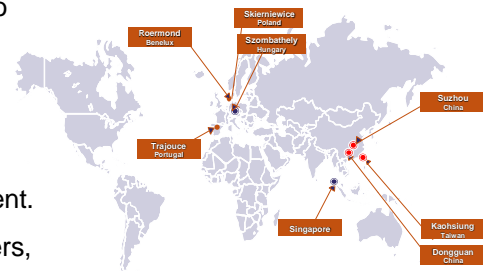 o
Skierniewice
Poland
Roermond
Benelux
Szombathely
Hungary
Suzhou
China
Trajouce
Portugal
ent.
Singapore
Kaohsiung
Taiwan
ers,
Dongguan
China